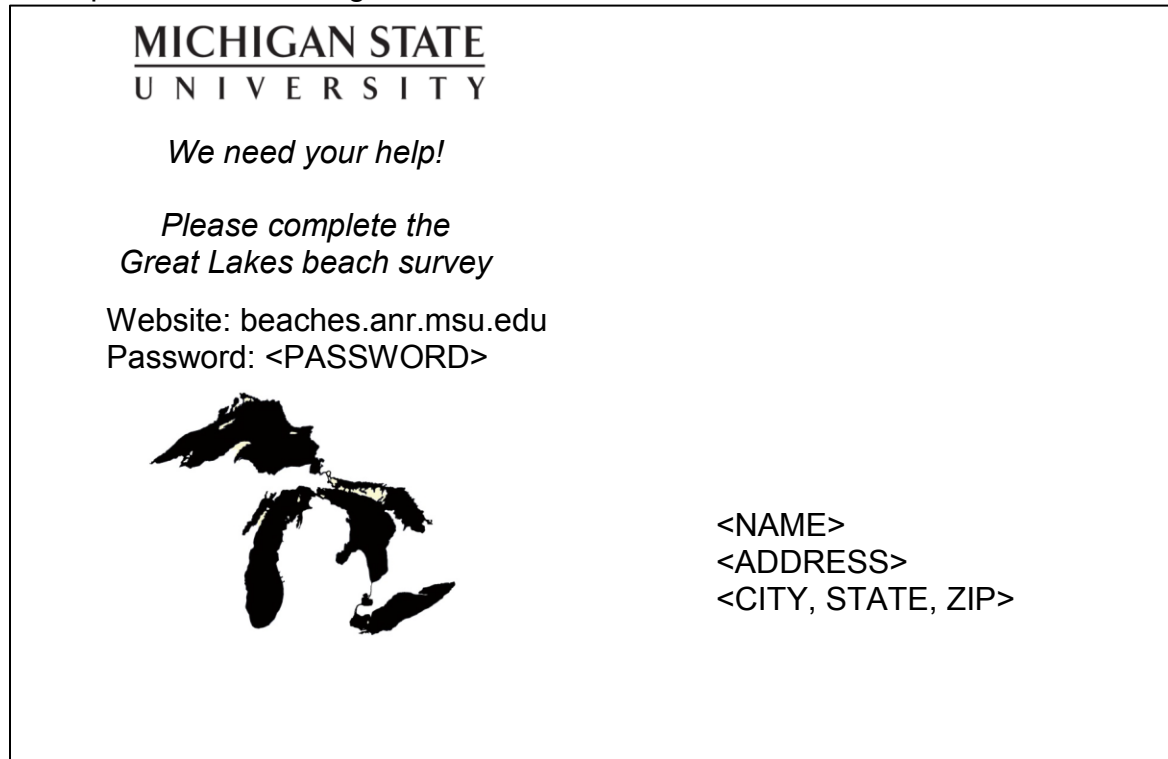 MICHIGAN STATE
UNIVERSITY
We need your help!
Please complete the
Great Lakes beach survey
Website: beaches.anr.msu.edu
Password: <PASSWORD>
<NAME>
<ADDRESS>
<CITY, STATE, ZIP>